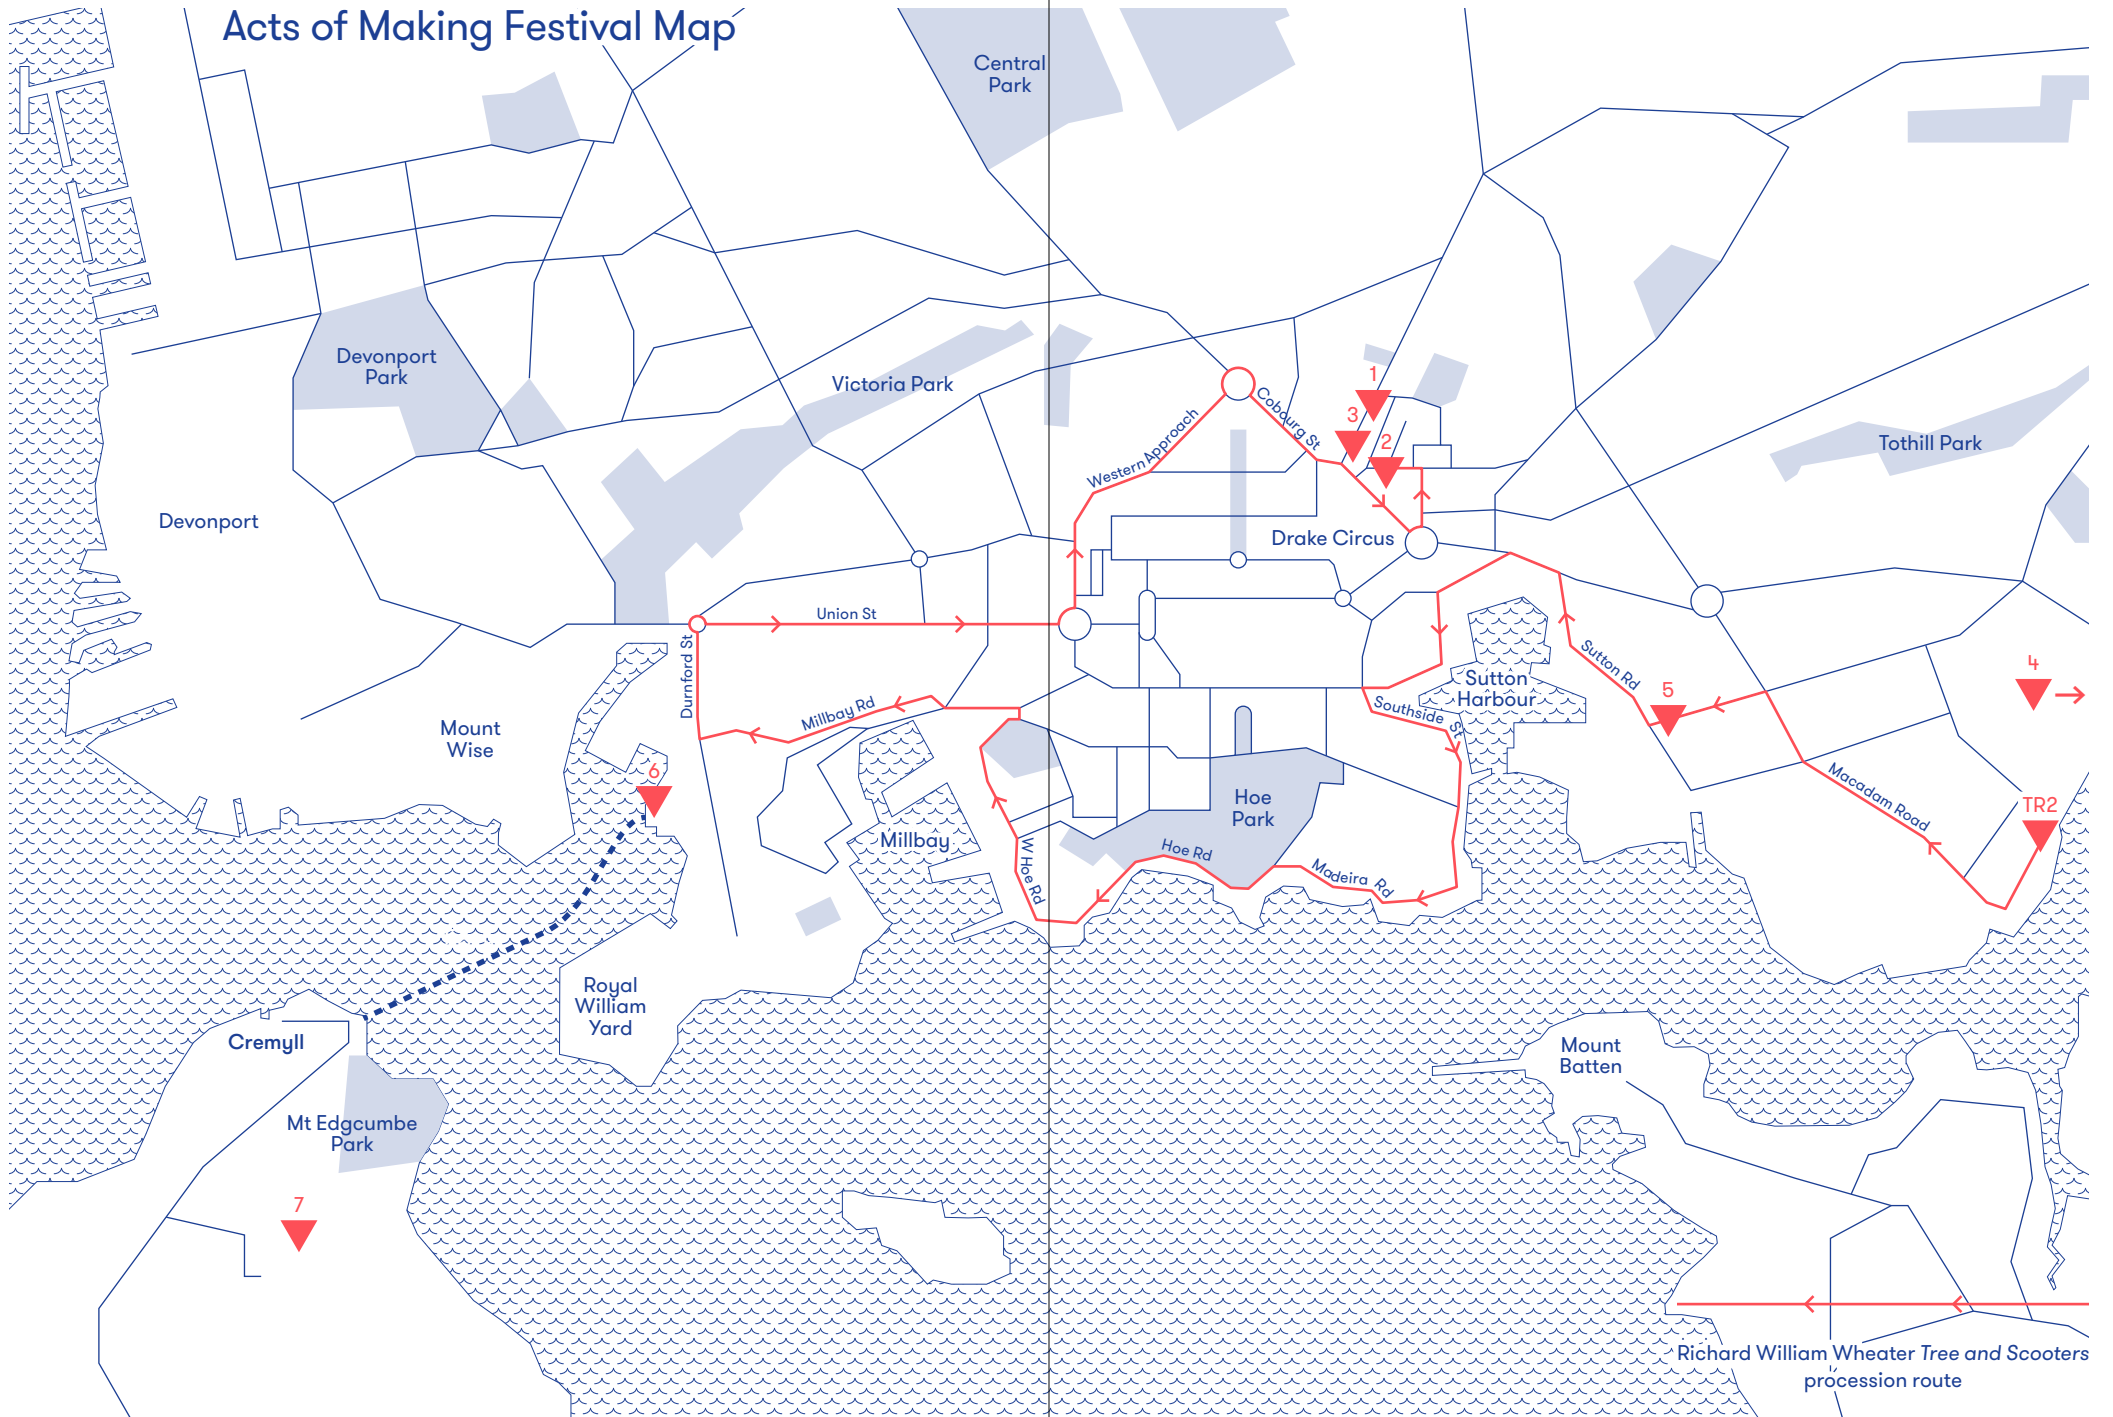 Acts of Making Festival Map
Central
Park
Devonport
Park
Victoria Park
1
3
2
Cobourg St
Western Approach
Tothill Park
Devonport
Drake Circus
Union St
Durnford St
Sutton Rd
4
5
Sutton
Harbour
Millbay Rd
Southside St
Mount
Wise
6
Macadam Road
TR2
Hoe
Park
Millbay
Hoe Rd
W Hoe Rd
Madeira Rd
Royal
William
Yard
Cremyll
Mount
Batten
Mt Edgcumbe
Park
7
Richard William Wheater Tree and Scooters
procession route